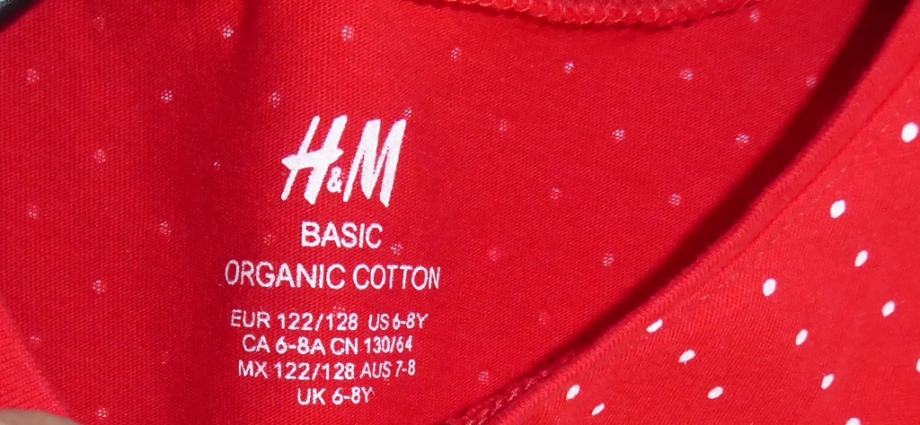 H&M
BASIC
ORGANIC COTTON
EUR 122/128 US 6-8Y
CA 6-8A CN 130/64
MX 122/128 AUS 7-8
UK 6-8Y